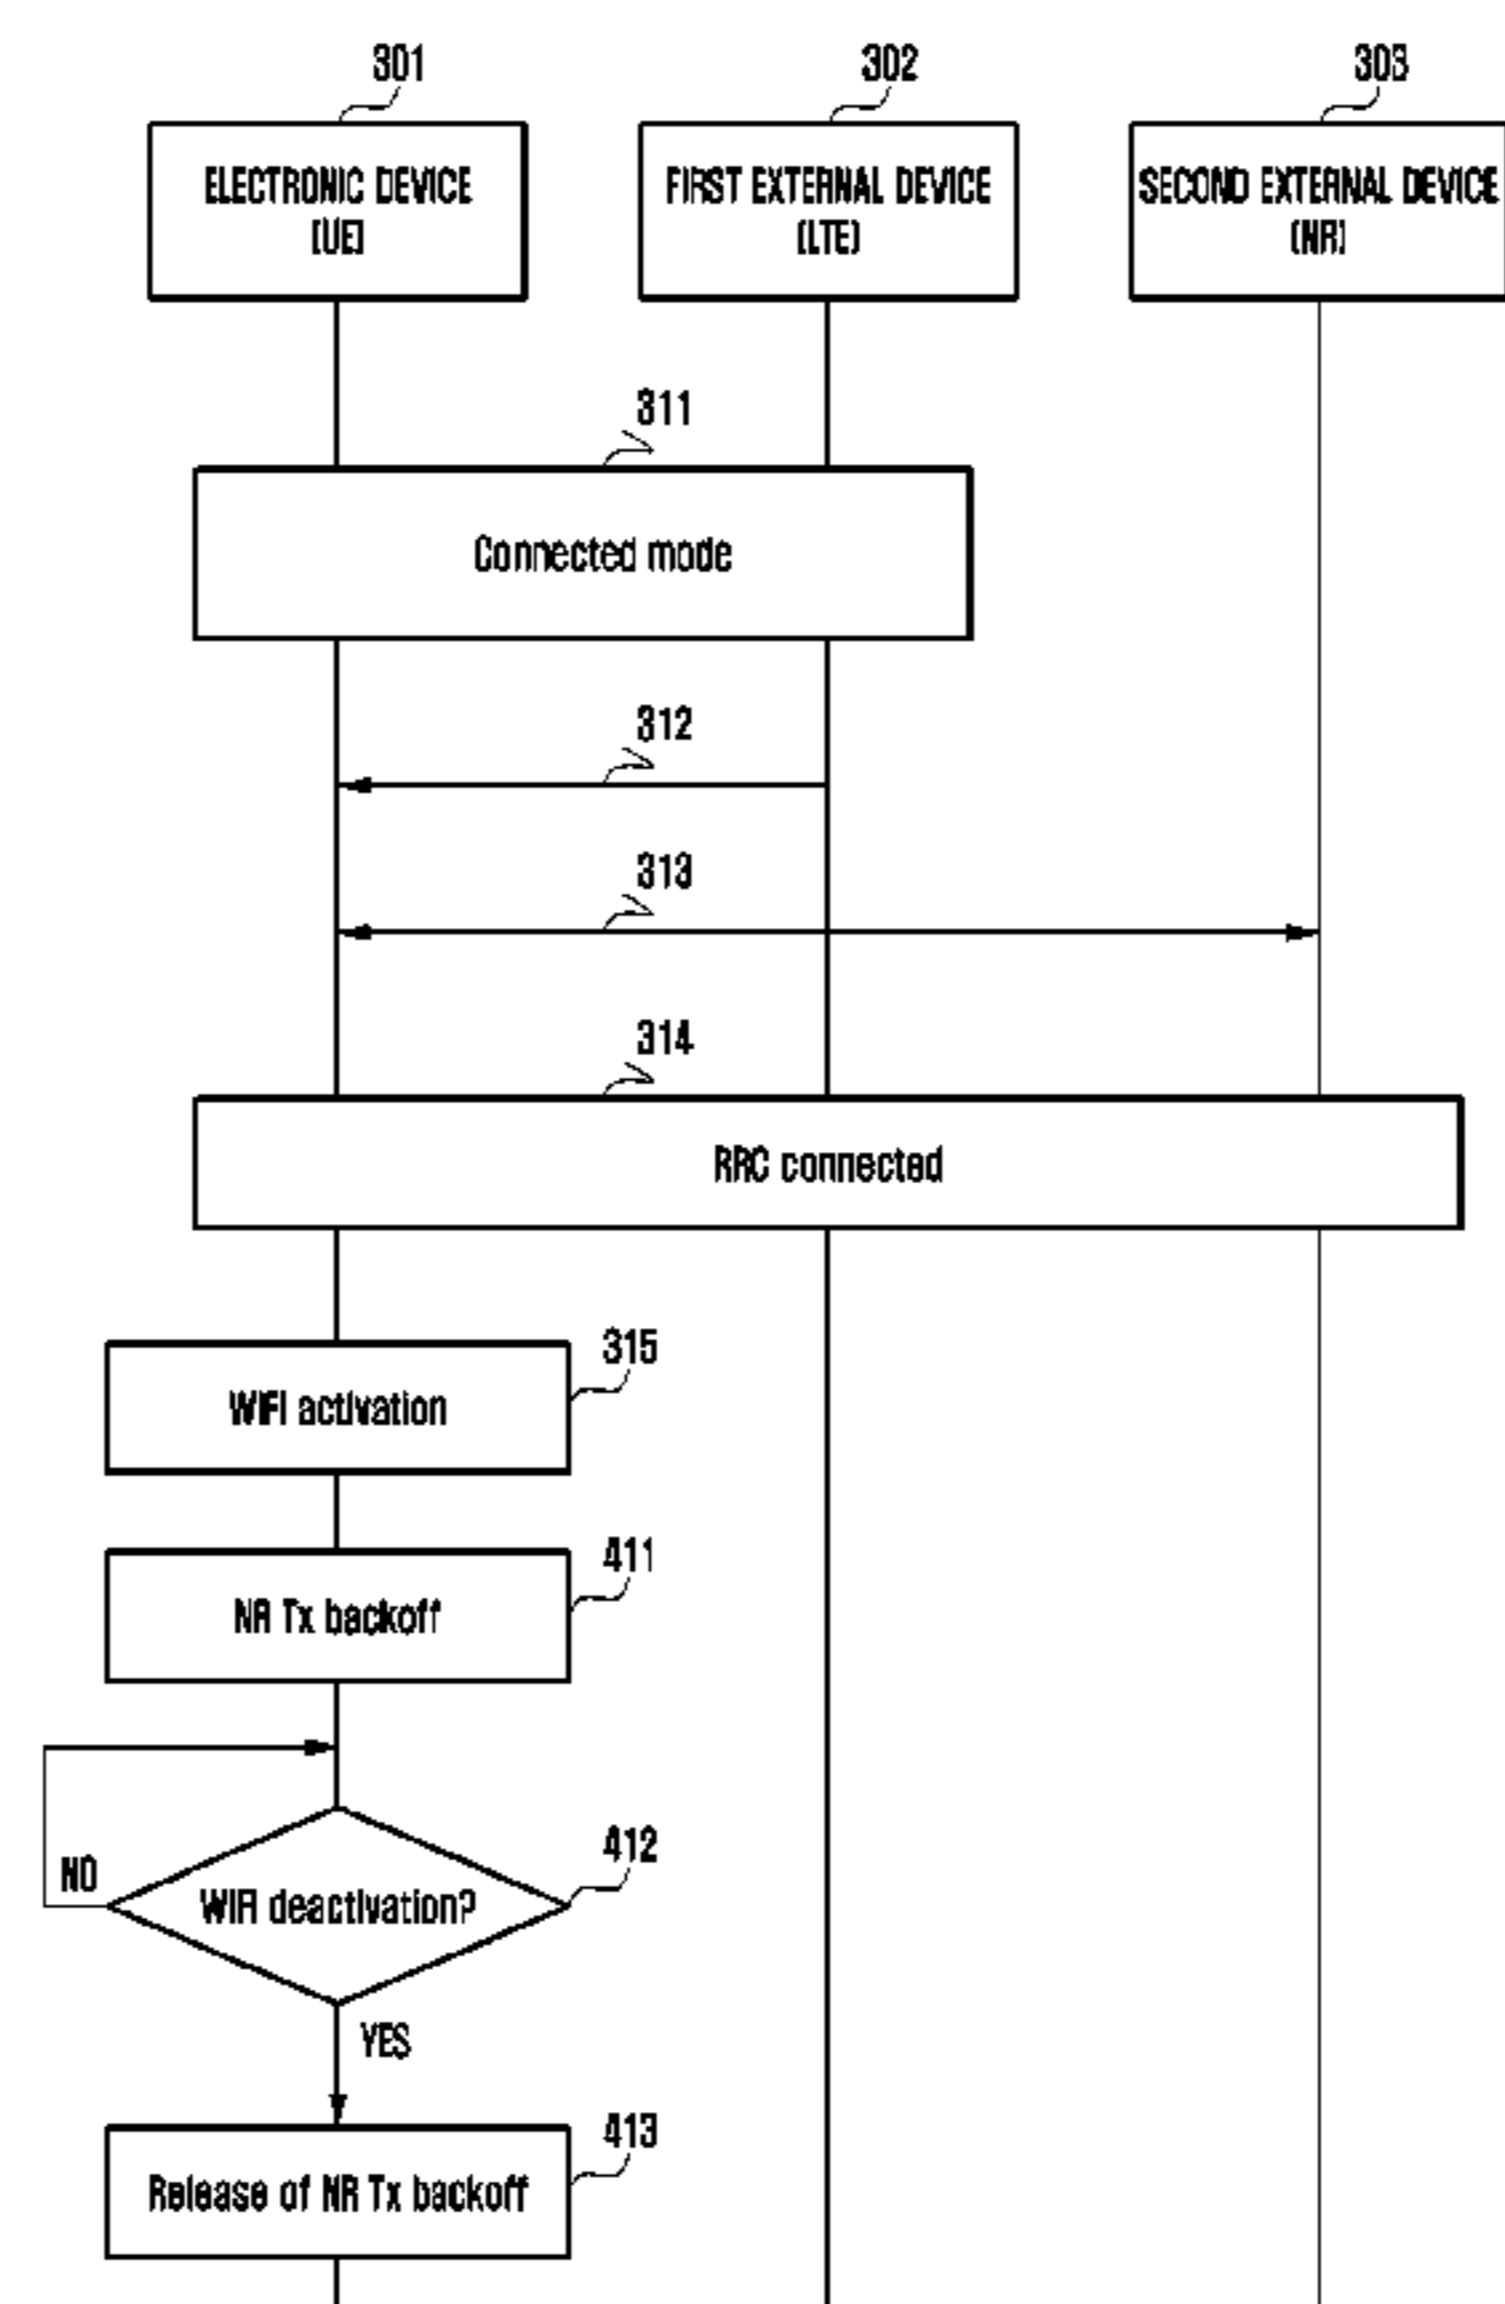 301
302
303
ELECTRONIC DEVICE
(UE)
FIRST EXTERNAL DEVICE
(LTE)
SECOND EXTERNAL DEVICE
(NR)
311
Connected mode
312
313
314
RRC connected
WIFI activation
315
NR Tx backoff
411
NO
WIFI deactivation?
412
YES
Release of NR Tx backoff
413